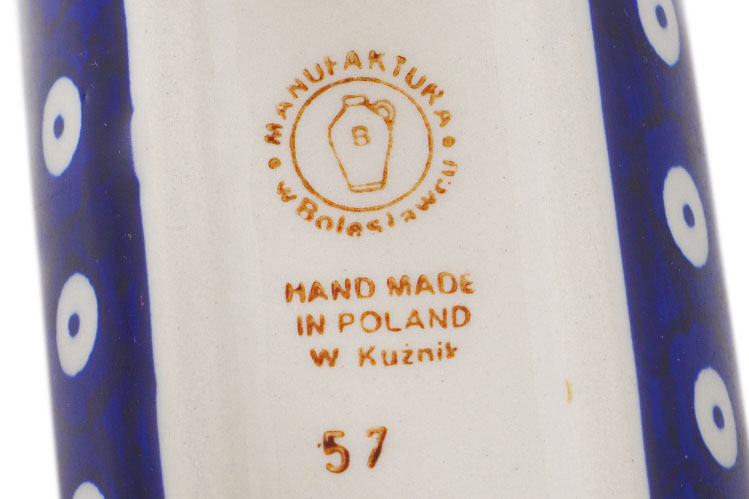 MANUFAKTURA
w Bolesławcu
B
HAND MADE
IN POLAND
W Kuźnik
57